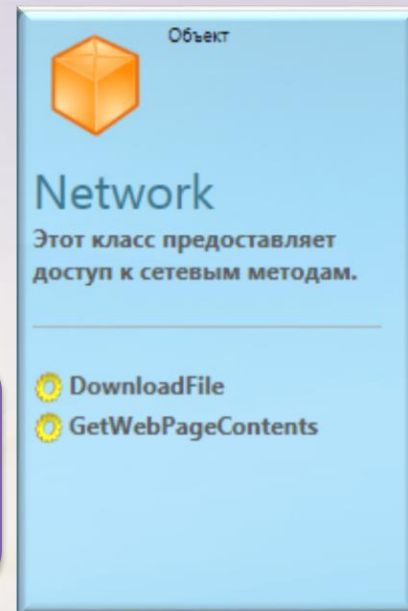 Объект
Network
Этот класс предоставляет
доступ к сетевым методам.
DownloadFile
GetWebPageContents